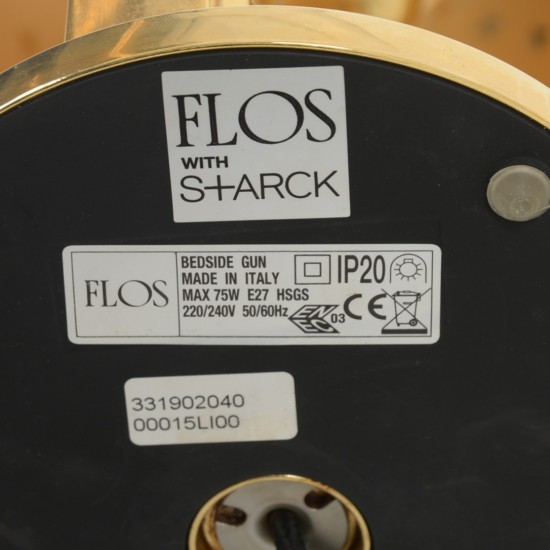 FLOS
WITH
S+ARCK
FLOS
BEDSIDE GUN
MADE IN ITALY
MAX 75W E27 HSGS
220/240V 50/60Hz
IP20
ENEC 03 CE
331902040
00015LI00